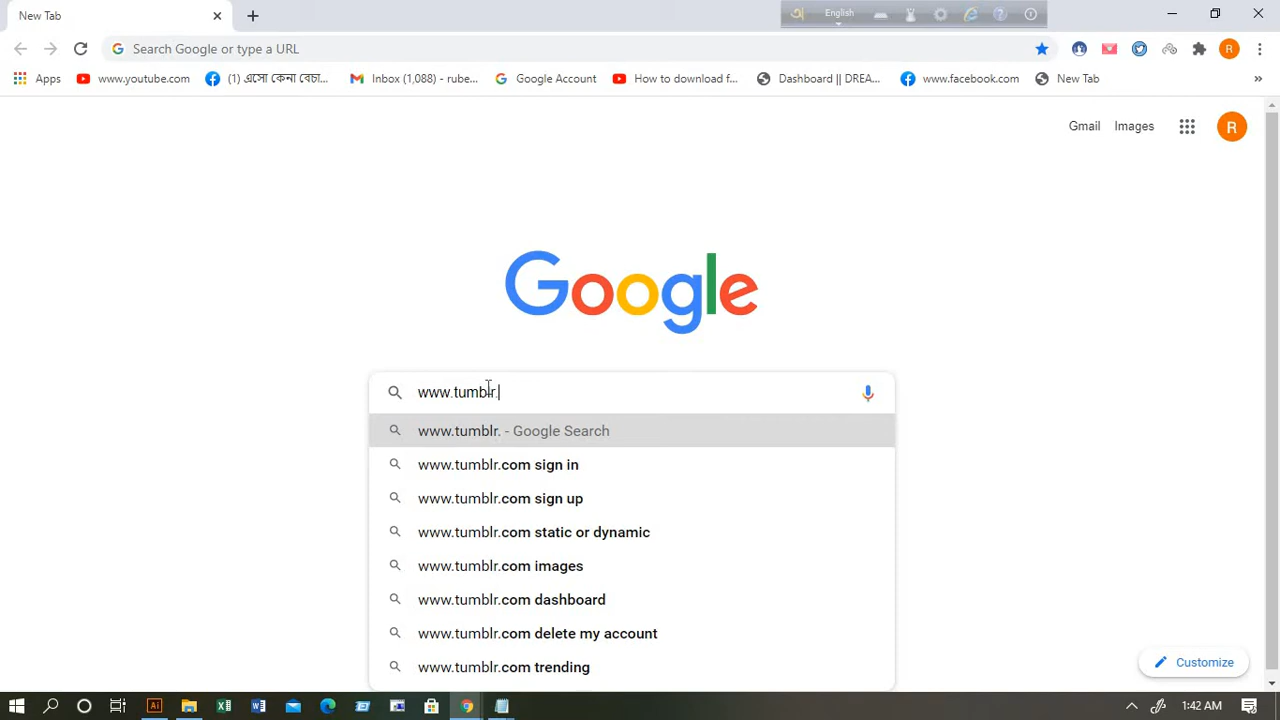 New Tab
English
Search Google or type a URL
Apps www.youtube.com (1) এসো কেনা বেচা... Inbox (1,088) - rube... Google Account How to download f... Dashboard || DREA... www.facebook.com New Tab »
Gmail Images R
Google
www.tumblr.
www.tumblr. - Google Search
www.tumblr.com sign in
www.tumblr.com sign up
www.tumblr.com static or dynamic
www.tumblr.com images
www.tumblr.com dashboard
www.tumblr.com delete my account
www.tumblr.com trending
Customize
1:42 AM